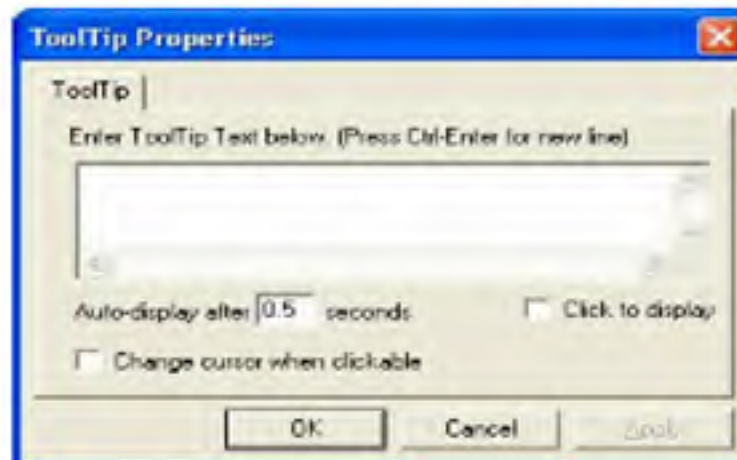 ToolTip Properties
ToolTip
Enter ToolTip Text below. (Press Ctrl-Enter for new line)
Auto-display after 0.5 seconds
Click to display
Change cursor when clickable
OK Cancel Apply